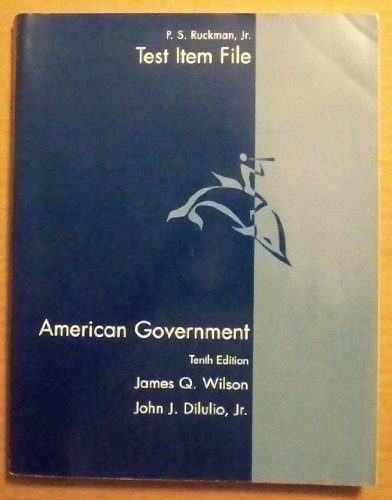 P. S. Ruckman, Jr.
Test Item File
American Government
Tenth Edition
James Q. Wilson
John J. DiIulio, Jr.